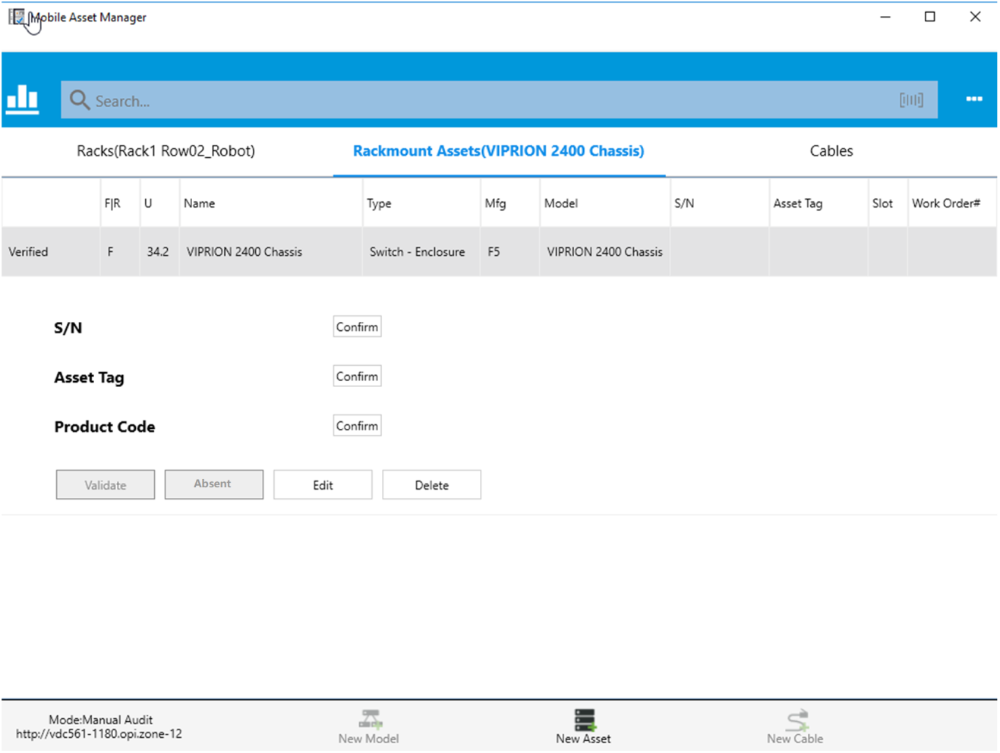 Mobile Asset Manager
Search...
Racks(Rack1 Row02_Robot) Rackmount Assets(VIPRION 2400 Chassis) Cables
F|R U Name Type Mfg Model S/N Asset Tag Slot Work Order#
Verified F 34.2 VIPRION 2400 Chassis Switch - Enclosure F5 VIPRION 2400 Chassis
S/N Confirm
Asset Tag Confirm
Product Code Confirm
Validate Absent Edit Delete
Mode:Manual Audit
http://vdc561-1180.opi.zone-12
New Model New Asset New Cable